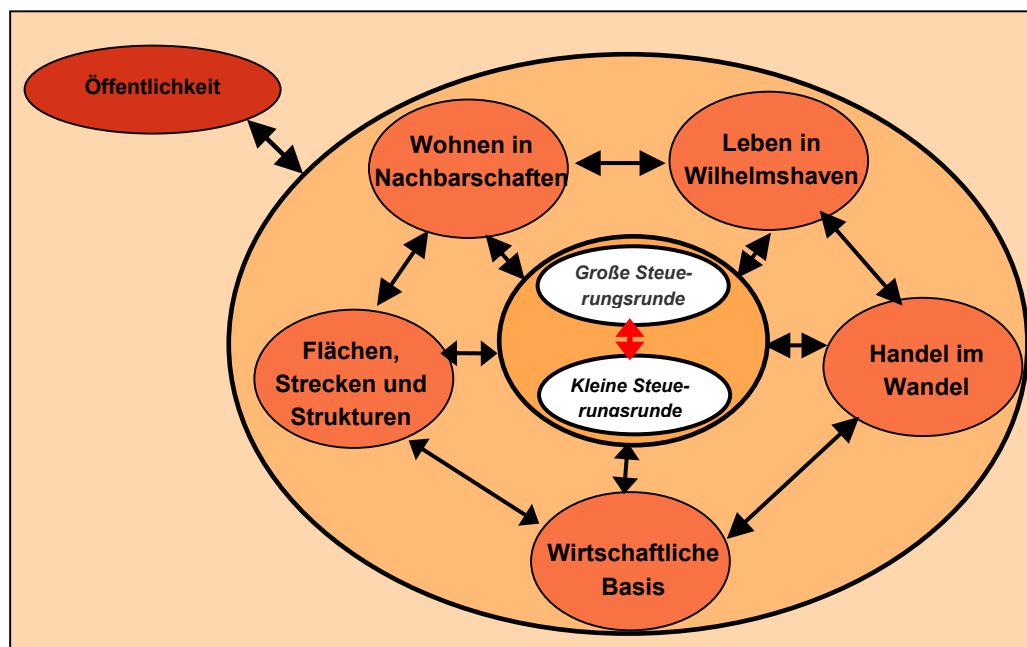 Öffentlichkeit
Wohnen in
Nachbarschaften
Leben in
Wilhelmshaven
Große Steue-
rungsrunde
Flächen,
Strecken und
Strukturen
Handel im
Wandel
Kleine Steue-
rungsrunde
Wirtschaftliche
Basis